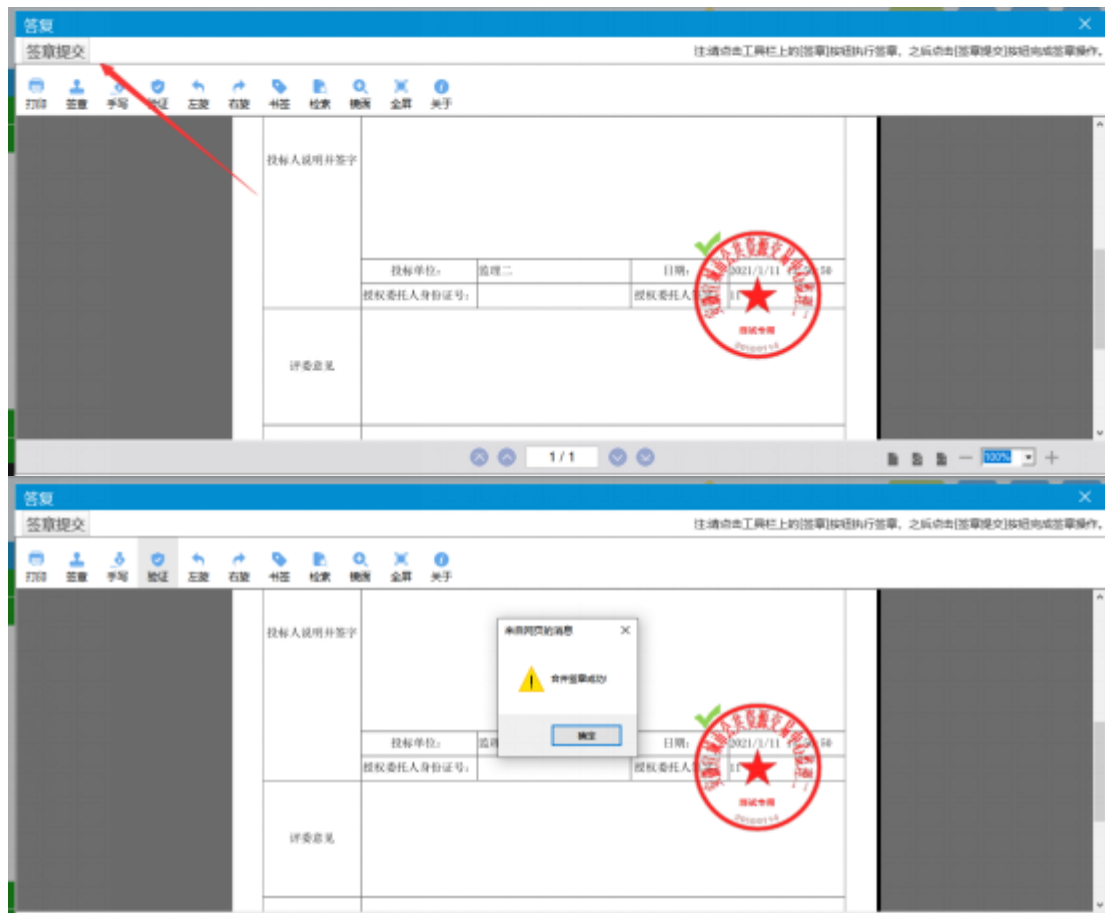 答复
签章提交
注:请点击工具栏上的[签章]按钮执行签章，之后点击[签章提交]按钮完成签章操作。
打印 签章 手写 验证 左旋 右旋 书签 检索 全屏 关于
投标人说明并签字
投标单位: 监理二 日期: 2021/1/11
授权委托人身份证号: 授权委托人
测试专用
评委意见
1 / 1
100%
答复
签章提交
注:请点击工具栏上的[签章]按钮执行签章，之后点击[签章提交]按钮完成签章操作。
打印 签章 手写 验证 左旋 右旋 书签 检索 全屏 关于
投标人说明并签字
来自网页的消息
合并签章成功!
确定
投标单位: 日期: 2021/1/11
授权委托人身份证号: 授权委托人
测试专用
评委意见